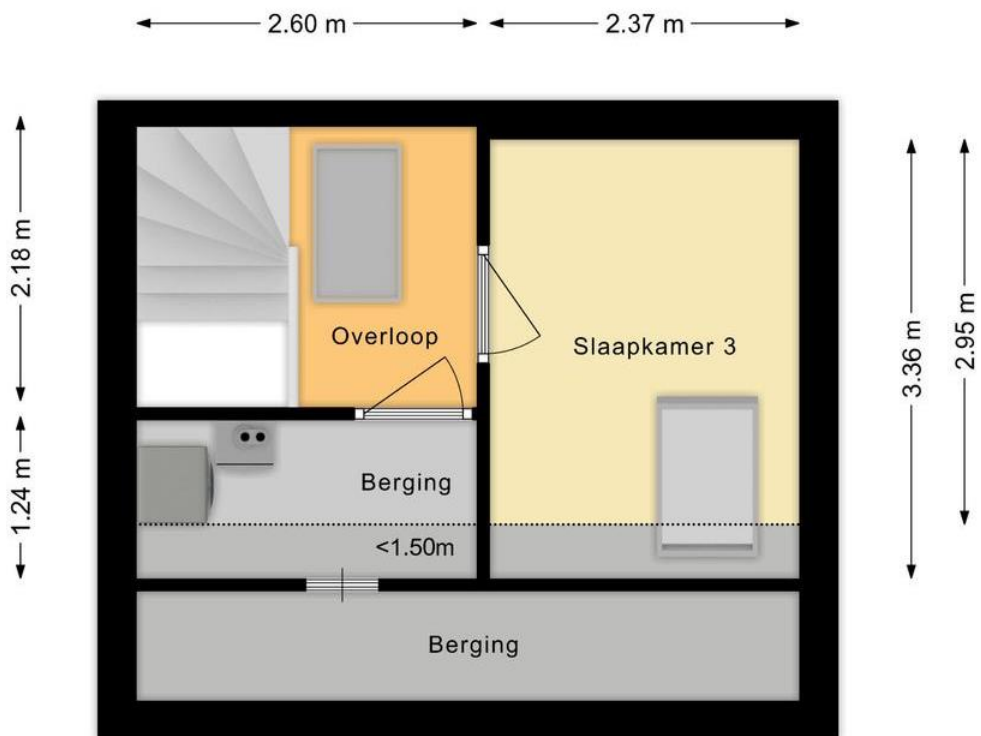 2.60 m
2.37 m
2.18 m
1.24 m
Overloop
Slaapkamer 3
Berging
<1.50m
Berging
3.36 m
2.95 m